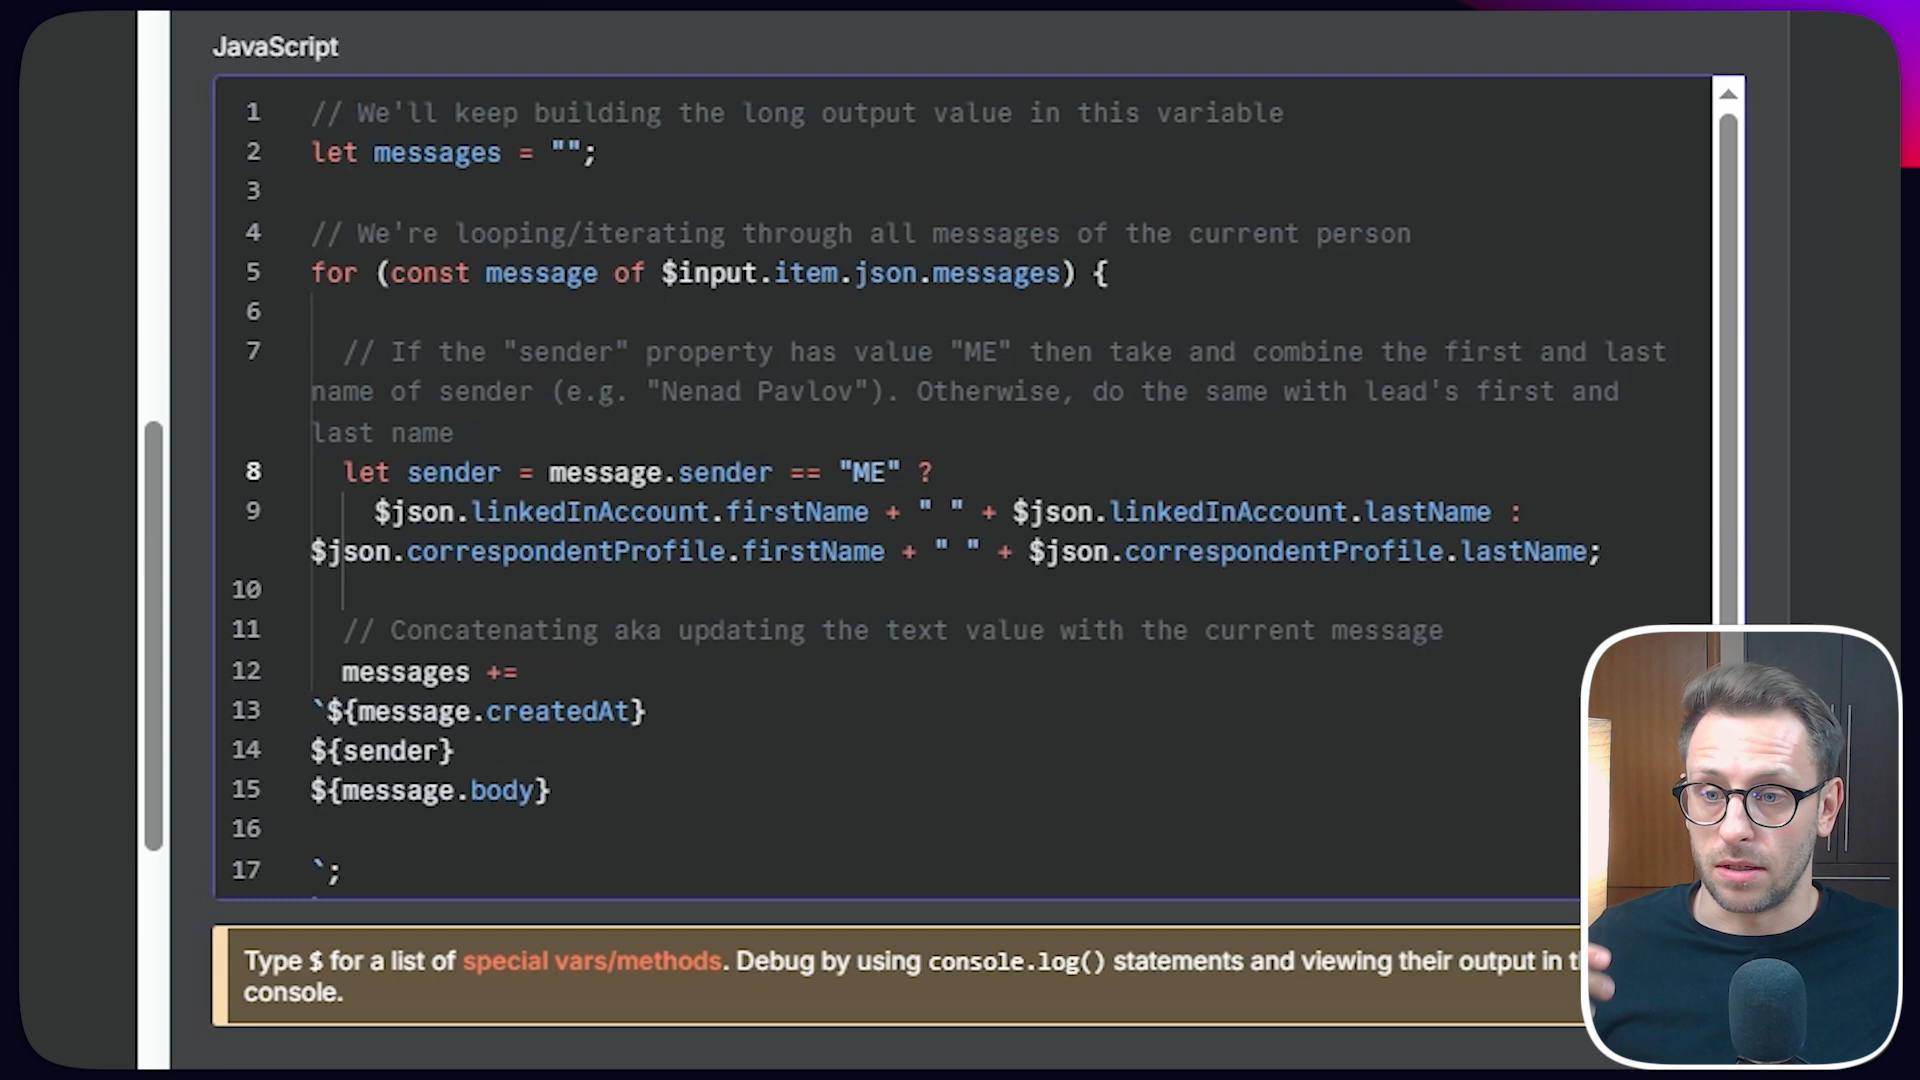 JavaScript
1 // We'll keep building the long output value in this variable
2 let messages = "";
3
4 // We're looping/iterating through all messages of the current person
5 for (const message of $input.item.json.messages) {
6
7 // If the "sender" property has value "ME" then take and combine the first and last
name of sender (e.g. "Nenad Pavlov"). Otherwise, do the same with lead's first and
last name
8 let sender = message.sender == "ME" ?
9 $json.linkedInAccount.firstName + " " + $json.linkedInAccount.lastName :
$json.correspondentProfile.firstName + " " + $json.correspondentProfile.lastName;
10
11 // Concatenating aka updating the text value with the current message
12 messages +=
13 `${message.createdAt}
14 ${sender}
15 ${message.body}
16
17 `;
Type $ for a list of special vars/methods. Debug by using console.log() statements and viewing their output in
console.